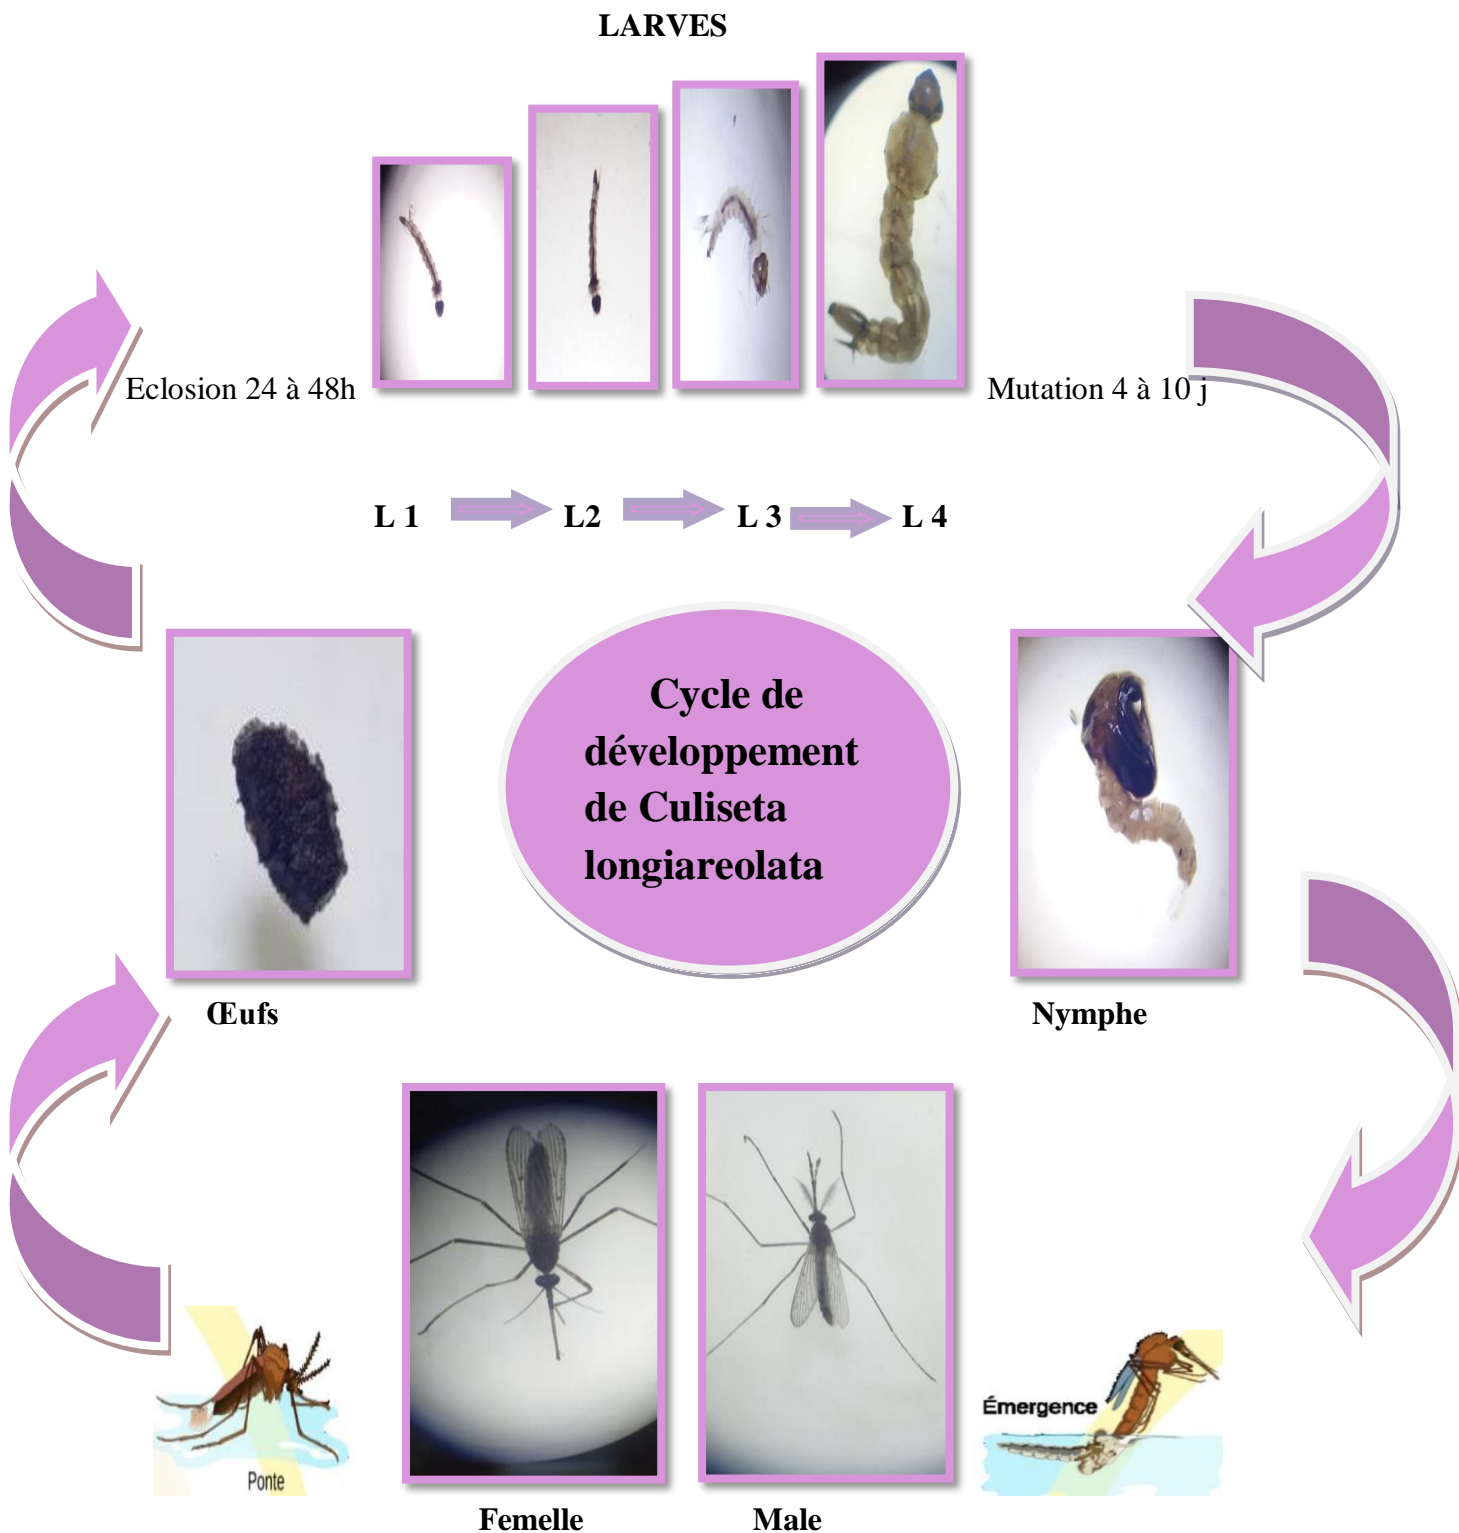 LARVES
Eclosion 24 à 48h
Mutation 4 à 10 j
L 1
L2
L 3
L 4
Cycle de
développement
de Culiseta
longiareolata
Œufs
Nymphe
Émergence
Ponte
Femelle
Male